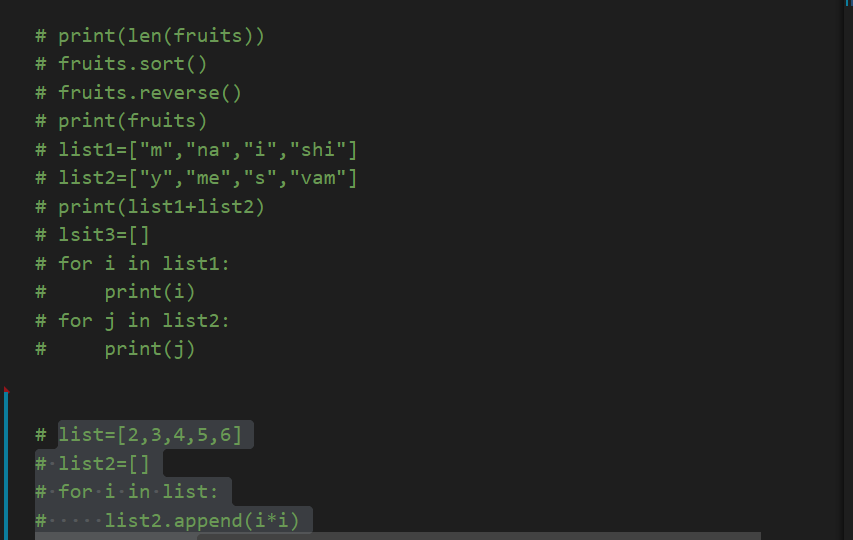 # print(len(fruits))
# fruits.sort()
# fruits.reverse()
# print(fruits)
# list1=["m","na","i","shi"]
# list2=["y","me","s","vam"]
# print(list1+list2)
# lsit3=[]
# for i in list1:
#     print(i)
# for j in list2:
#     print(j)
# list=[2,3,4,5,6]
# list2=[]
# for i in list:
#     list2.append(i*i)